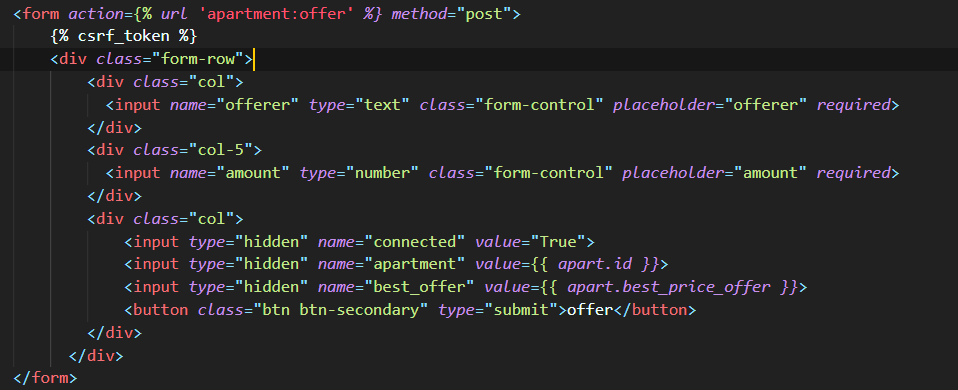 <form action={% url 'apartment:offer' %} method="post">
{% csrf_token %}
<div class="form-row">
<div class="col">
<input name="offerer" type="text" class="form-control" placeholder="offerer" required>
</div>
<div class="col-5">
<input name="amount" type="number" class="form-control" placeholder="amount" required>
</div>
<div class="col">
<input type="hidden" name="connected" value="True">
<input type="hidden" name="apartment" value={{ apart.id }}>
<input type="hidden" name="best_offer" value={{ apart.best_price_offer }}>
<button class="btn btn-secondary" type="submit">offer</button>
</div>
</div>
</form>